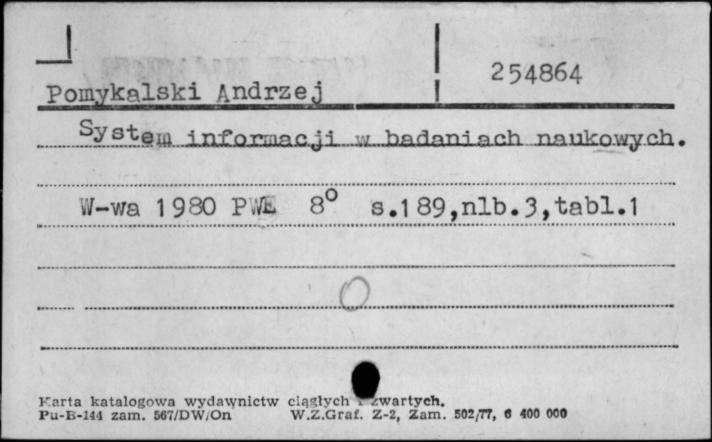 254864
Pomykalski Andrzej
System informacji w badaniach naukowych.
W-wa 1980 PWE 8° s.189,nlb.3,tabl.1
Karta katalogowa wydawnictw ciągłych i zwartych.
Pu-B-144 zam. 567/DW/On W.Z.Graf. Z-2, Zam. 502/77, 6 400 000